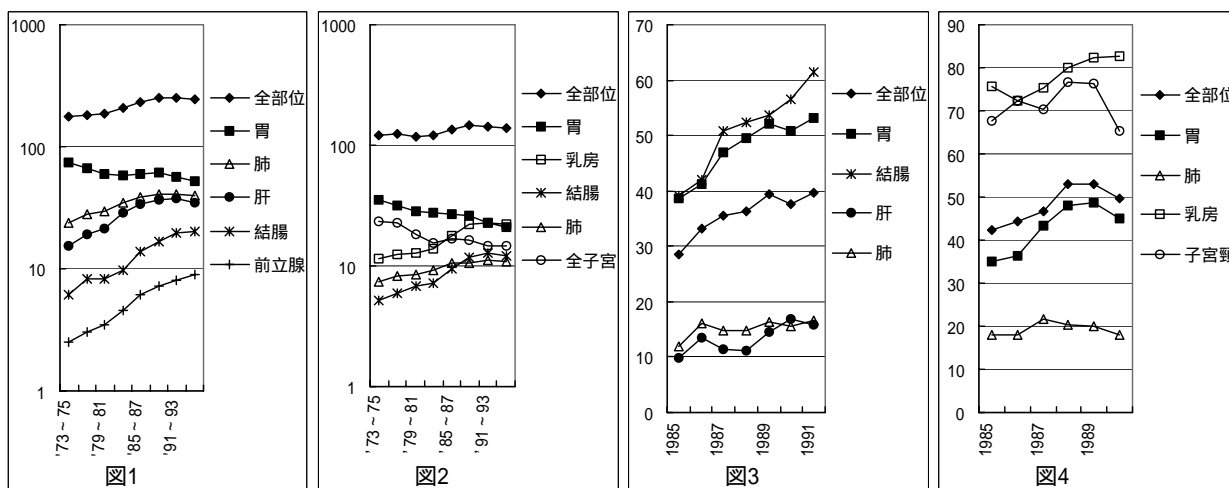 1000
100
10
1
'73~75
'79~81
'85~87
'91~93
全部位
胃
肺
肝
結腸
前立腺
図1
1000
100
10
1
'73~75
'79~81
'85~87
'91~93
全部位
胃
乳房
結腸
肺
全子宮
図2
70
60
50
40
30
20
10
0
1985
1987
1989
1991
全部位
胃
結腸
肝
肺
図3
90
80
70
60
50
40
30
20
10
0
1985
1987
1989
全部位
胃
肺
乳房
子宮頸
図4